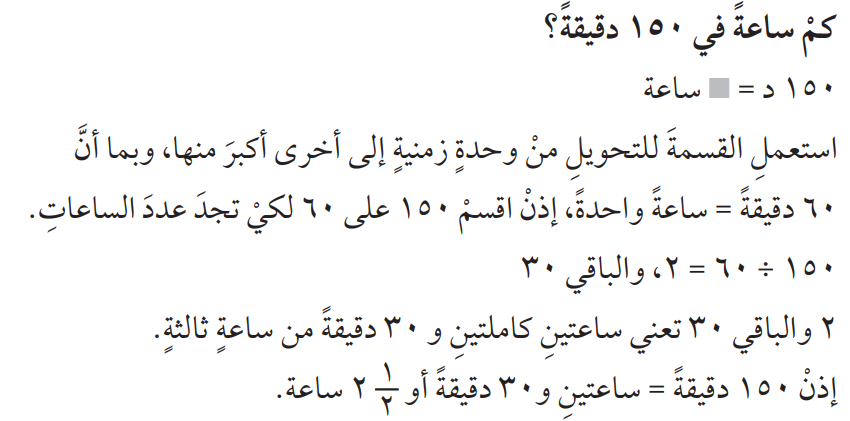 كمْ ساعةً في ١٥٠ دقيقةً؟
١٥٠ د = ■ ساعة
استعملِ القسمةَ للتحويلِ منْ وحدةٍ زمنيةٍ إلى أخرى أكبرَ منها، وبما أنَّ
٦٠ دقيقةً = ساعةً واحدةً، إذنْ اقسمْ ١٥٠ على ٦٠ لكيْ تجدَ عددَ الساعاتِ.
١٥٠ ÷ ٦٠ = ٢، والباقي ٣٠
٢ والباقي ٣٠ تعني ساعتينِ كاملتينِ و ٣٠ دقيقةً من ساعةٍ ثالثةٍ.
إذنْ ١٥٠ دقيقةً = ساعتينِ و٣٠ دقيقةً أو ١/٢ ٢ ساعة.